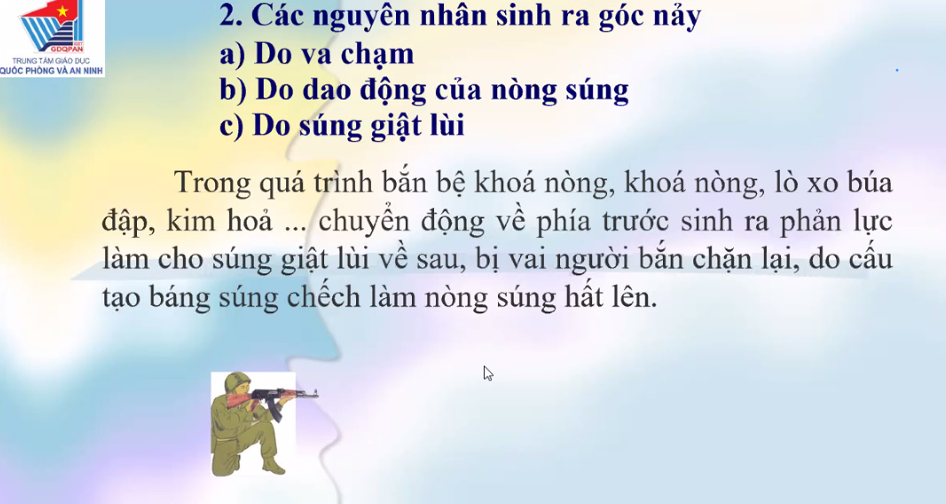 2. Các nguyên nhân sinh ra góc nảy
GDQPAN
TRUNG TÂM GIÁO DỤC
QUỐC PHÒNG VÀ AN NINH
a) Do va chạm
b) Do dao động của nòng súng
c) Do súng giật lùi
Trong quá trình bắn bệ khoá nòng, khoá nòng, lò xo búa
đập, kim hoả ... chuyển động về phía trước sinh ra phản lực
làm cho súng giật lùi về sau, bị vai người bắn chặn lại, do cấu
tạo báng súng chếch làm nòng súng hất lên.